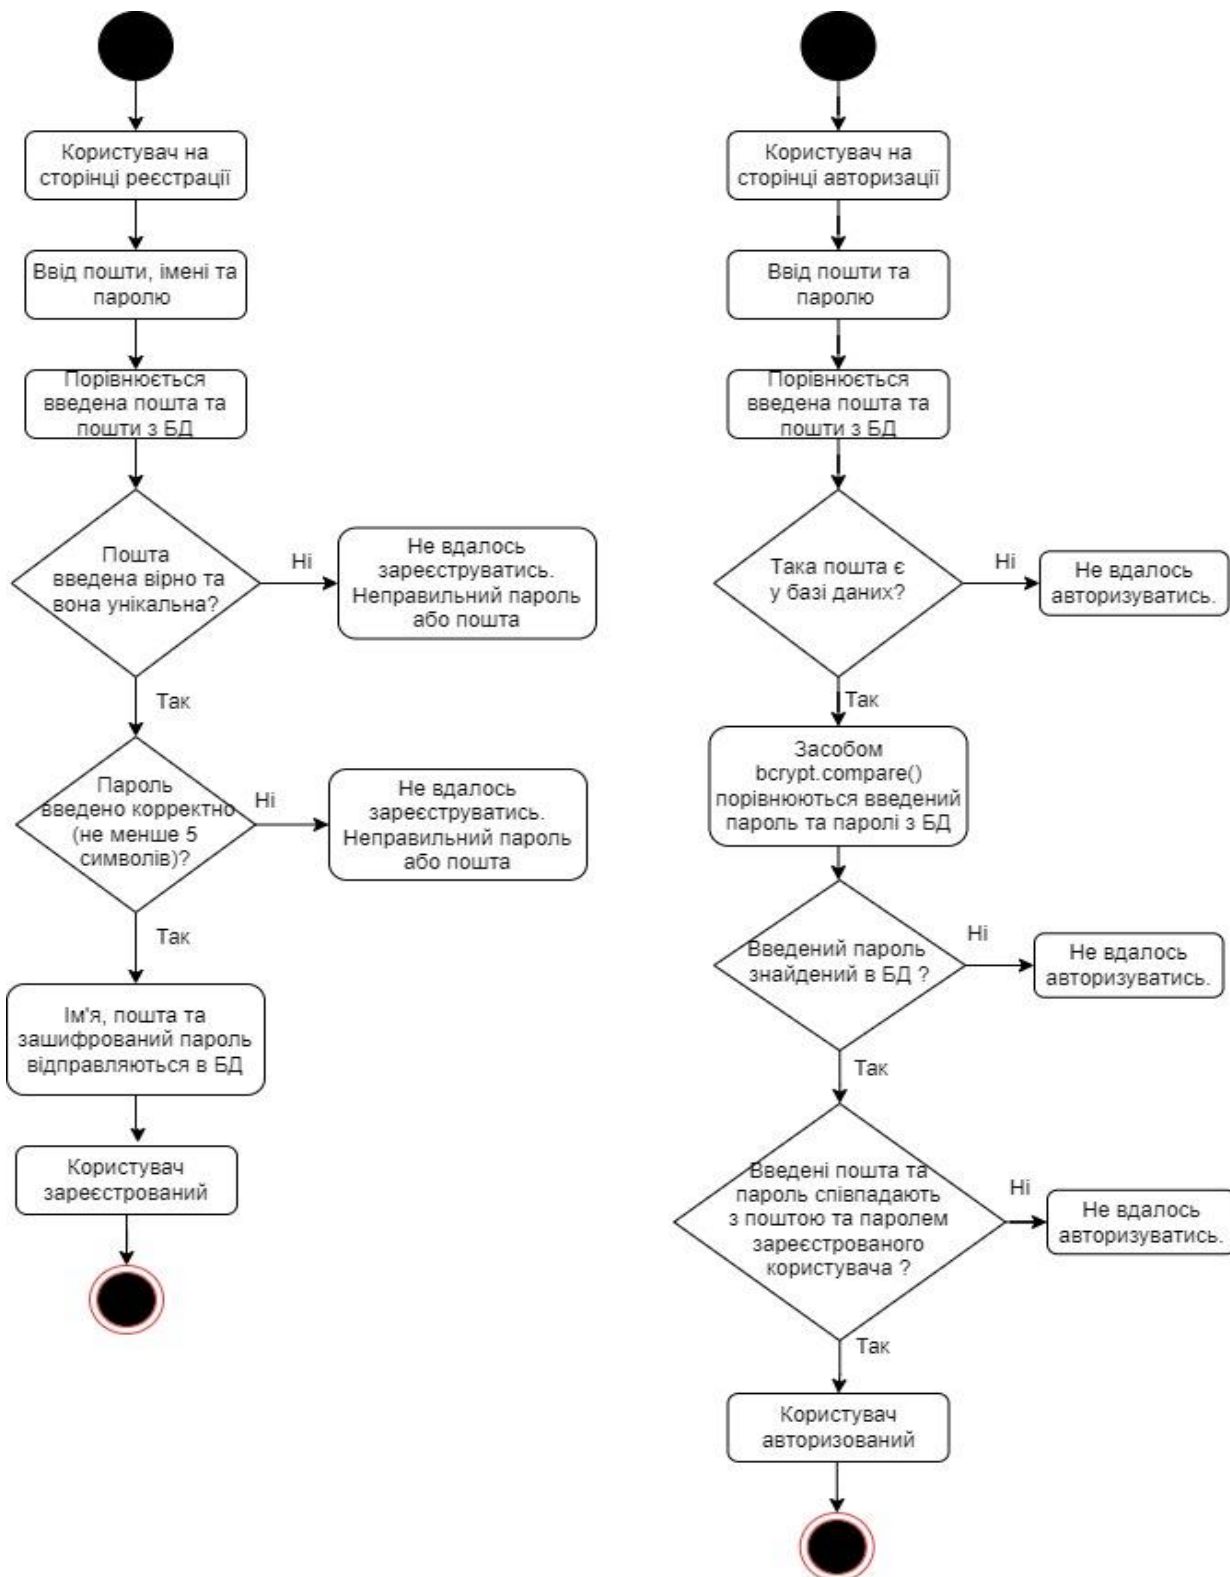 Користувач на
сторінці реєстрації
Ввід пошти, імені та
паролю
Порівнюється
введена пошта та
пошти з БД
Пошта
введена вірно та
вона унікальна?
Ні
Не вдалось
зареєструватись.
Неправильний пароль
або пошта
Так
Пароль
введено корректно
(не менше 5
символів)?
Ні
Не вдалось
зареєструватись.
Неправильний пароль
або пошта
Так
Ім'я, пошта та
зашифрований пароль
відправляються в БД
Користувач
зареєстрований
Користувач на
сторінці авторизації
Ввід пошти та
паролю
Порівнюється
введена пошта та
пошти з БД
Така пошта є
у базі даних?
Ні
Не вдалось
авторизуватись.
Так
Засобом
bcrypt.compare()
порівнюються введений
пароль та паролі з БД
Введений пароль
знайдений в БД ?
Ні
Не вдалось
авторизуватись.
Так
Введені пошта та
пароль співпадають
з поштою та паролем
зареєстрованого
користувача ?
Ні
Не вдалось
авторизуватись.
Так
Користувач
авторизований